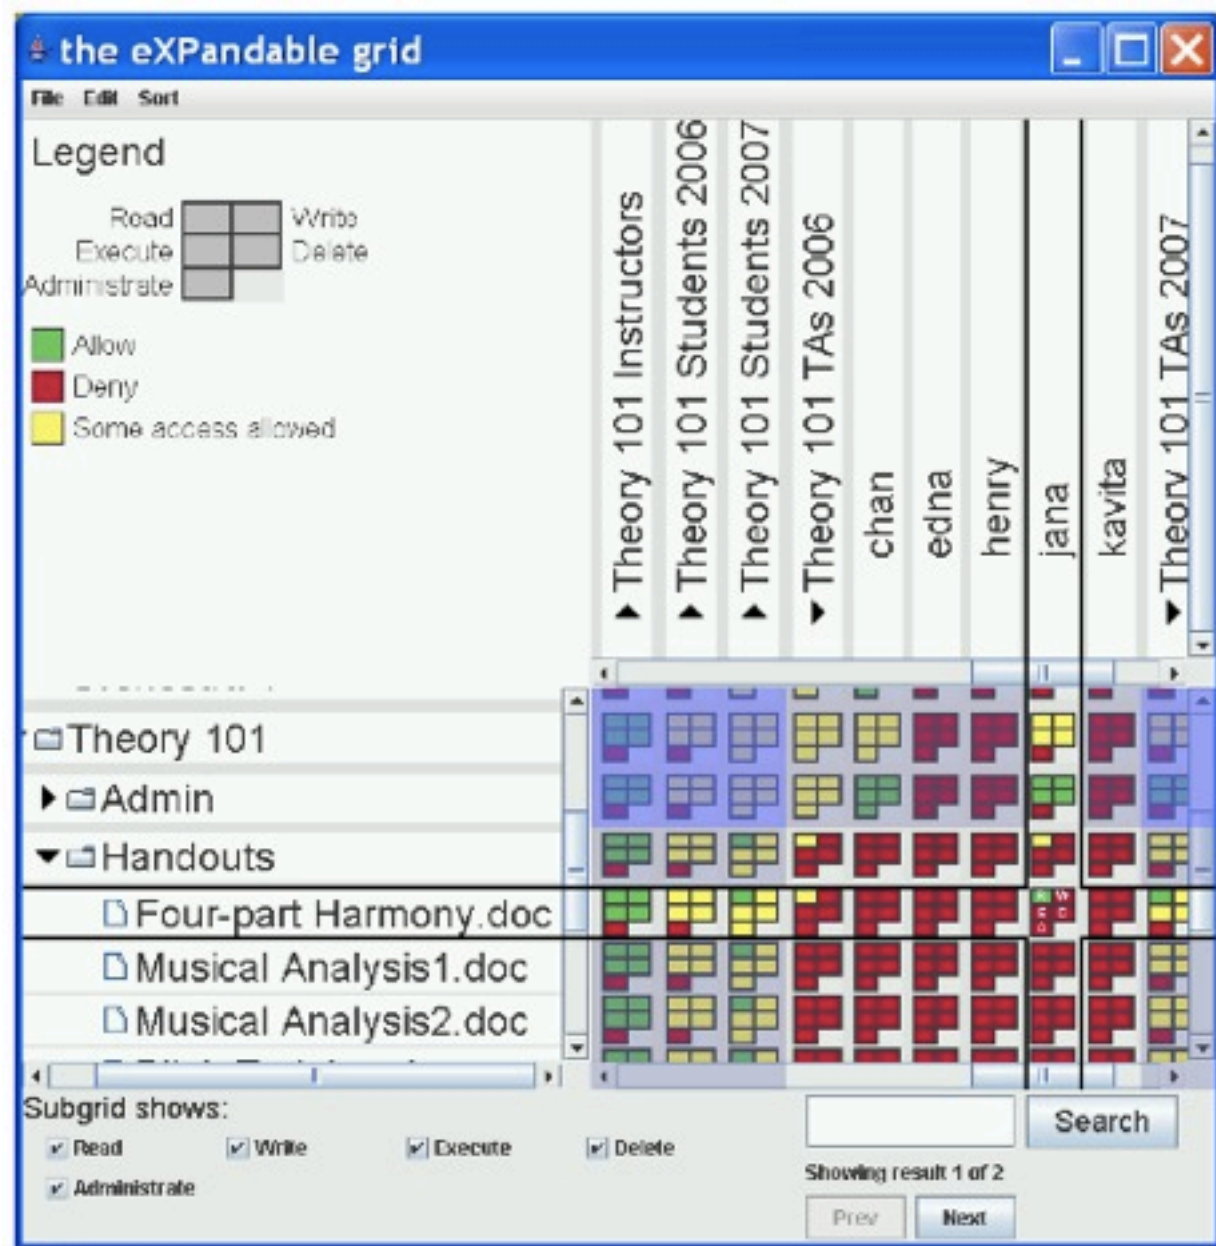 the eXPandable grid
File Edit Sort
Legend
Read Write
Execute Delete
Administrate
Allow
Deny
Some access allowed
Theory 101 Instructors
Theory 101 Students 2006
Theory 101 Students 2007
Theory 101 TAs 2006
chan
edna
henry
jana
kavita
Theory 101 TAs 2007
Theory 101
Admin
Handouts
Four-part Harmony.doc
Musical Analysis1.doc
Musical Analysis2.doc
Subgrid shows:
Read Write Execute Delete
Administrate
Search
Showing result 1 of 2
Prev Next